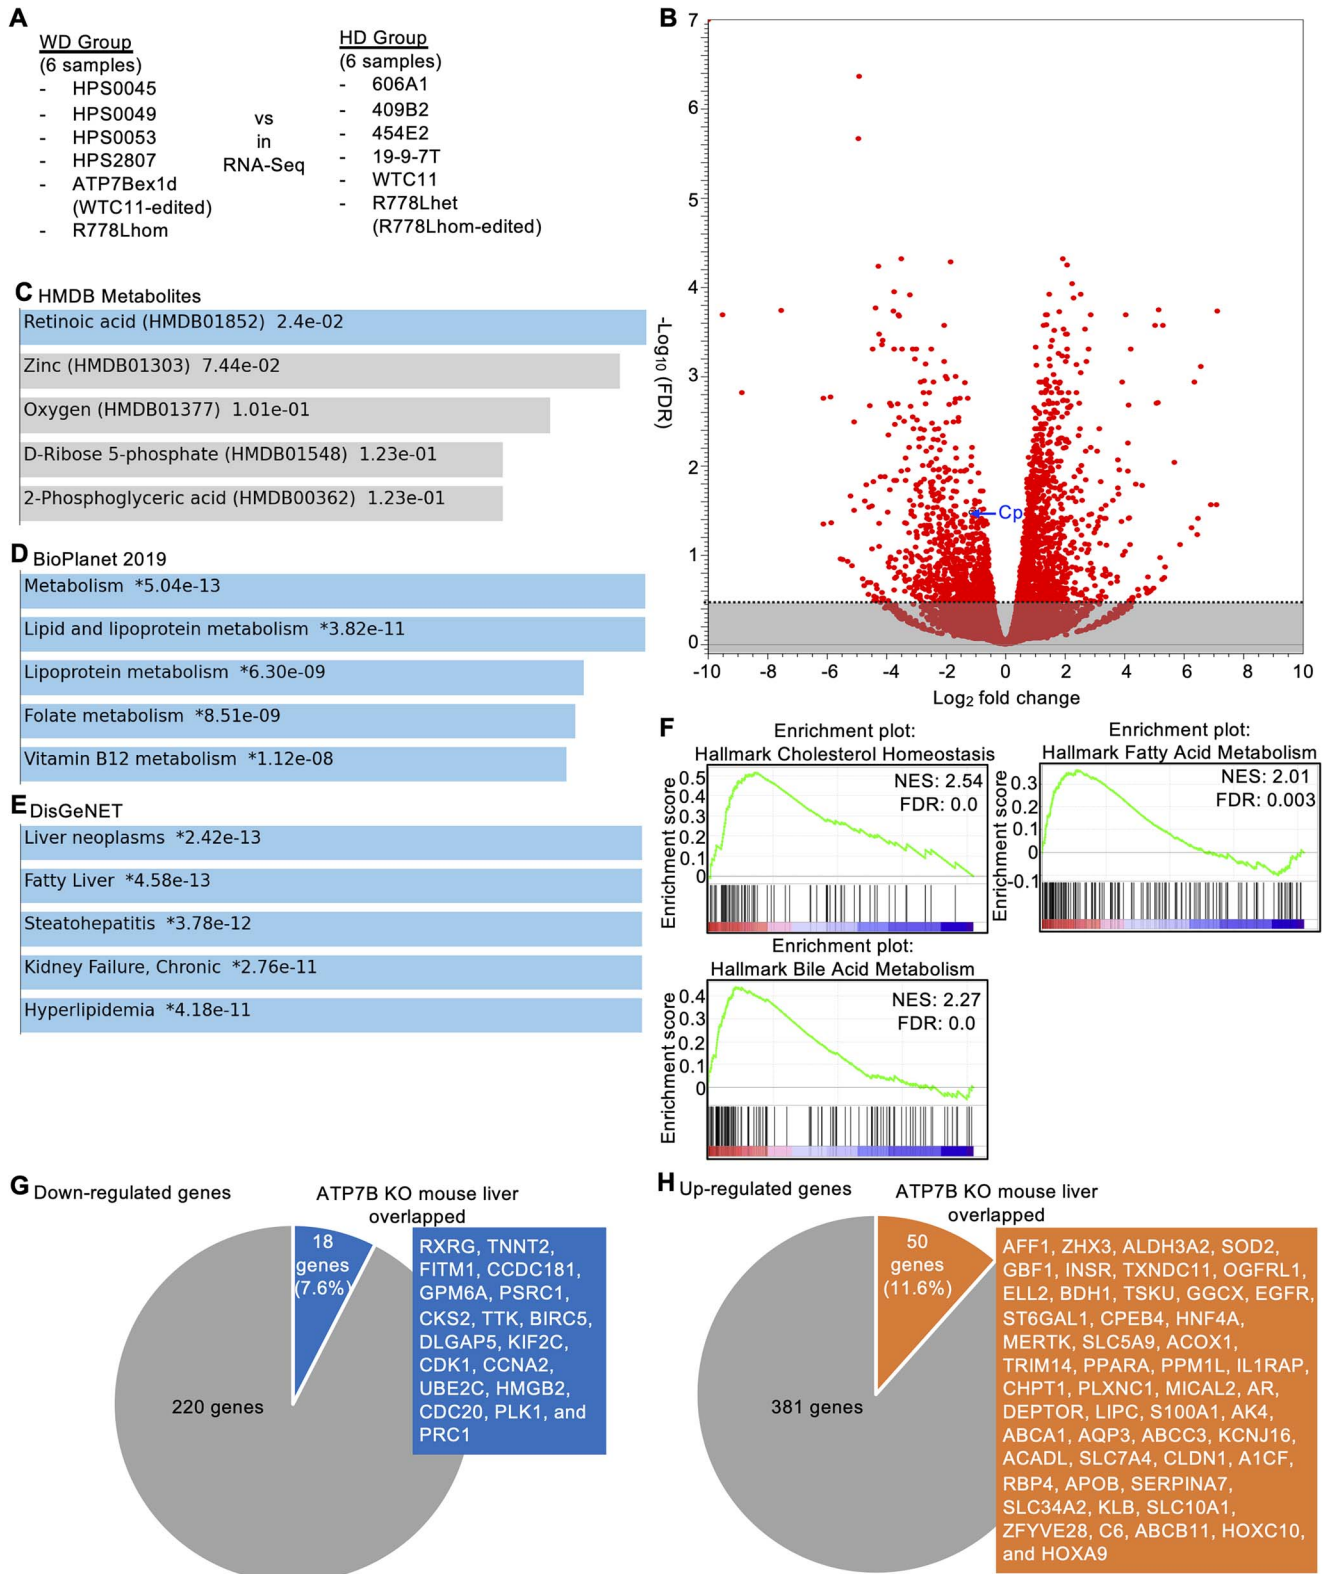 A
WD Group
(6 samples)
- HPS0045
- HPS0049
- HPS0053
- HPS2807
- ATP7Bex1d
(WTC11-edited)
- R778Lhom
vs
in
RNA-Seq
HD Group
(6 samples)
- 606A1
- 409B2
- 454E2
- 19-9-7T
- WTC11
- R778Lhet
(R778Lhom-edited)
B
7
6
5
4
3
2
1
0
-Log10 (FDR)
Cp
-10 -8 -6 -4 -2 0 2 4 6 8 10
Log2 fold change
C HMDB Metabolites
Retinoic acid (HMDB01852) 2.4e-02
Zinc (HMDB01303) 7.44e-02
Oxygen (HMDB01377) 1.01e-01
D-Ribose 5-phosphate (HMDB01548) 1.23e-01
2-Phosphoglyceric acid (HMDB00362) 1.23e-01
D BioPlanet 2019
Metabolism *5.04e-13
Lipid and lipoprotein metabolism *3.82e-11
Lipoprotein metabolism *6.30e-09
Folate metabolism *8.51e-09
Vitamin B12 metabolism *1.12e-08
E DisGeNET
Liver neoplasms *2.42e-13
Fatty Liver *4.58e-13
Steatohepatitis *3.78e-12
Kidney Failure, Chronic *2.76e-11
Hyperlipidemia *4.18e-11
F
Enrichment plot:
Hallmark Cholesterol Homeostasis
NES: 2.54
FDR: 0.0
Enrichment score
0.5
0.4
0.3
0.2
0.1
0
Enrichment plot:
Hallmark Fatty Acid Metabolism
NES: 2.01
FDR: 0.003
Enrichment score
0.3
0.2
0.1
0
-0.1
Enrichment plot:
Hallmark Bile Acid Metabolism
NES: 2.27
FDR: 0.0
Enrichment score
0.4
0.3
0.2
0.1
0
G Down-regulated genes
ATP7B KO mouse liver
overlapped
18
genes
(7.6%)
220 genes
RXRG, TNNT2,
FITM1, CCDC181,
GPM6A, PSRC1,
CKS2, TTK, BIRC5,
DLGAP5, KIF2C,
CDK1, CCNA2,
UBE2C, HMGB2,
CDC20, PLK1, and
PRC1
H Up-regulated genes
ATP7B KO mouse liver
overlapped
50
genes
(11.6%)
381 genes
AFF1, ZHX3, ALDH3A2, SOD2,
GBF1, INSR, TXNDC11, OGFRL1,
ELL2, BDH1, TSKU, GGCX, EGFR,
ST6GAL1, CPEB4, HNF4A,
MERTK, SLC5A9, ACOX1,
TRIM14, PPARA, PPM1L, IL1RAP,
CHPT1, PLXNC1, MICAL2, AR,
DEPTOR, LIPC, S100A1, AK4,
ABCA1, AQP3, ABCC3, KCNJ16,
ACADL, SLC7A4, CLDN1, A1CF,
RBP4, APOB, SERPINA7,
SLC34A2, KLB, SLC10A1,
ZFYVE28, C6, ABCB11, HOXC10,
and HOXA9